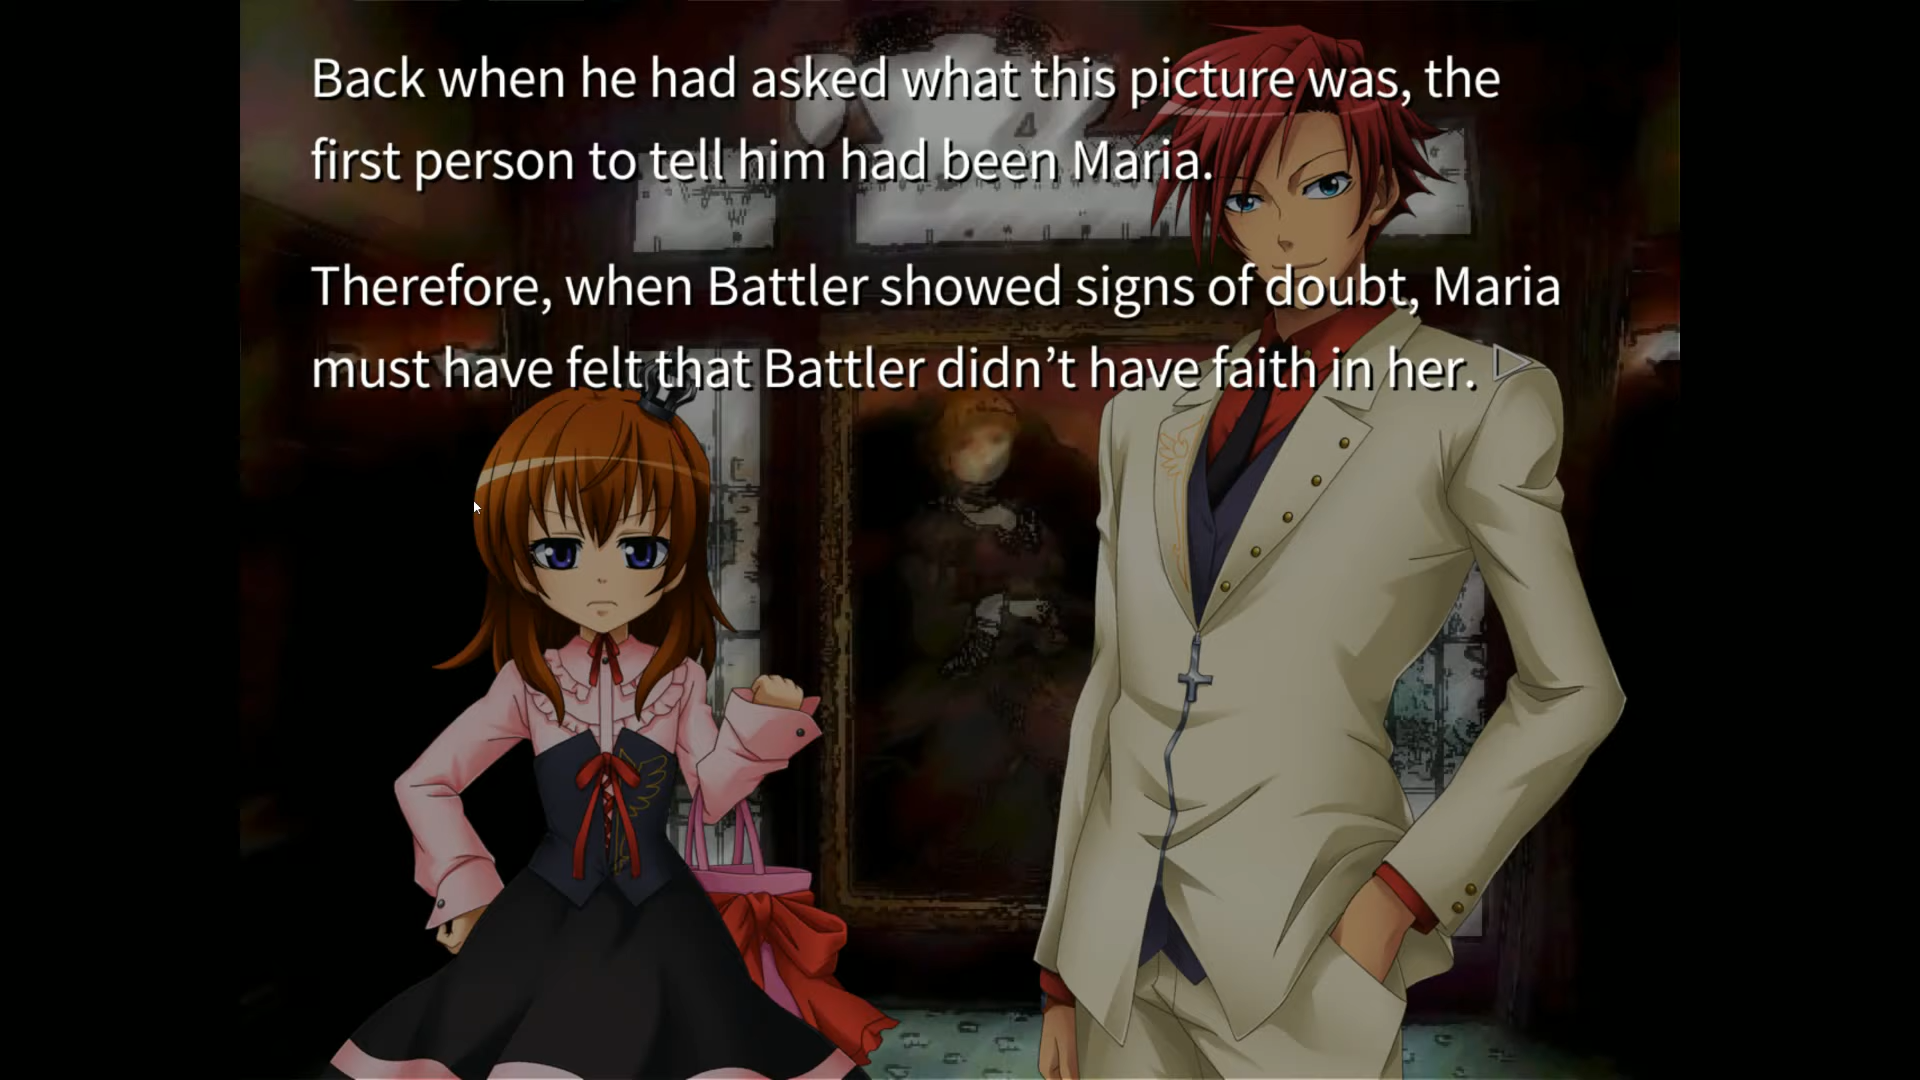 Back when he had asked what this picture was, the
first person to tell him had been Maria.
Therefore, when Battler showed signs of doubt, Maria
must have felt that Battler didn’t have faith in her.